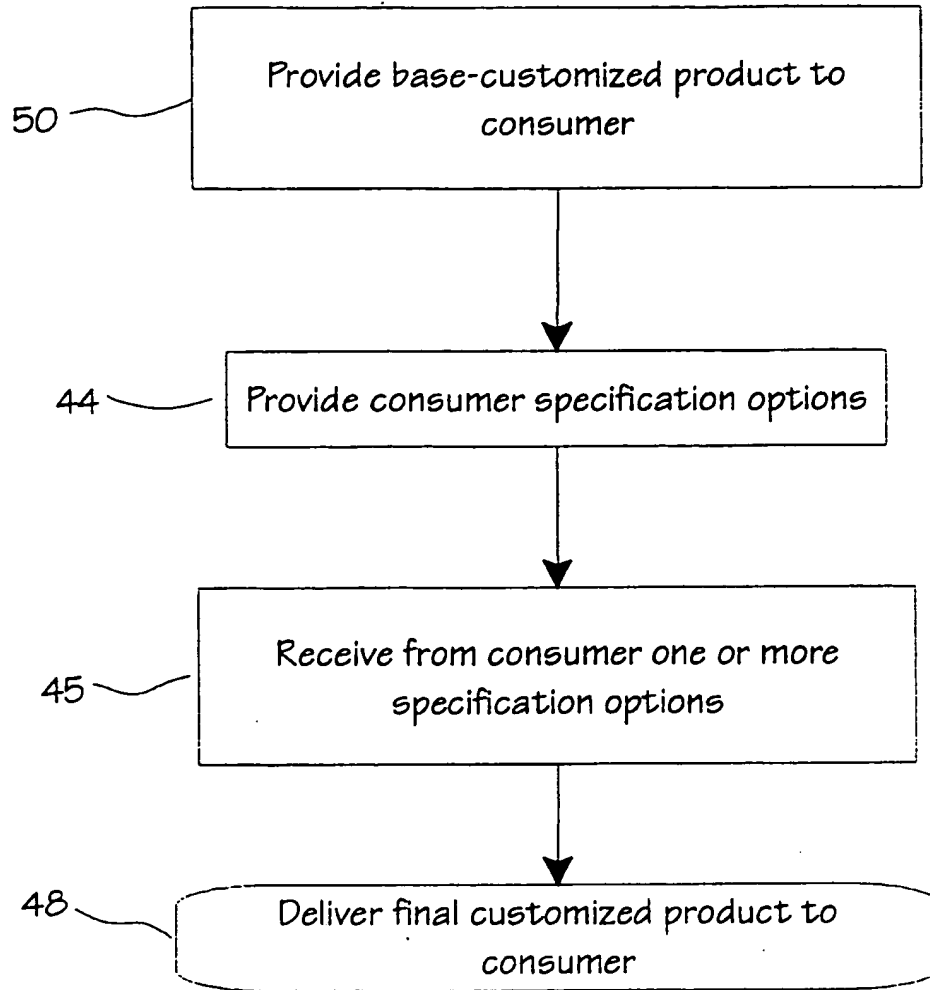 Provide base-customized product to
consumer
50
Provide consumer specification options
44
Receive from consumer one or more
specification options
45
Deliver final customized product to
consumer
48